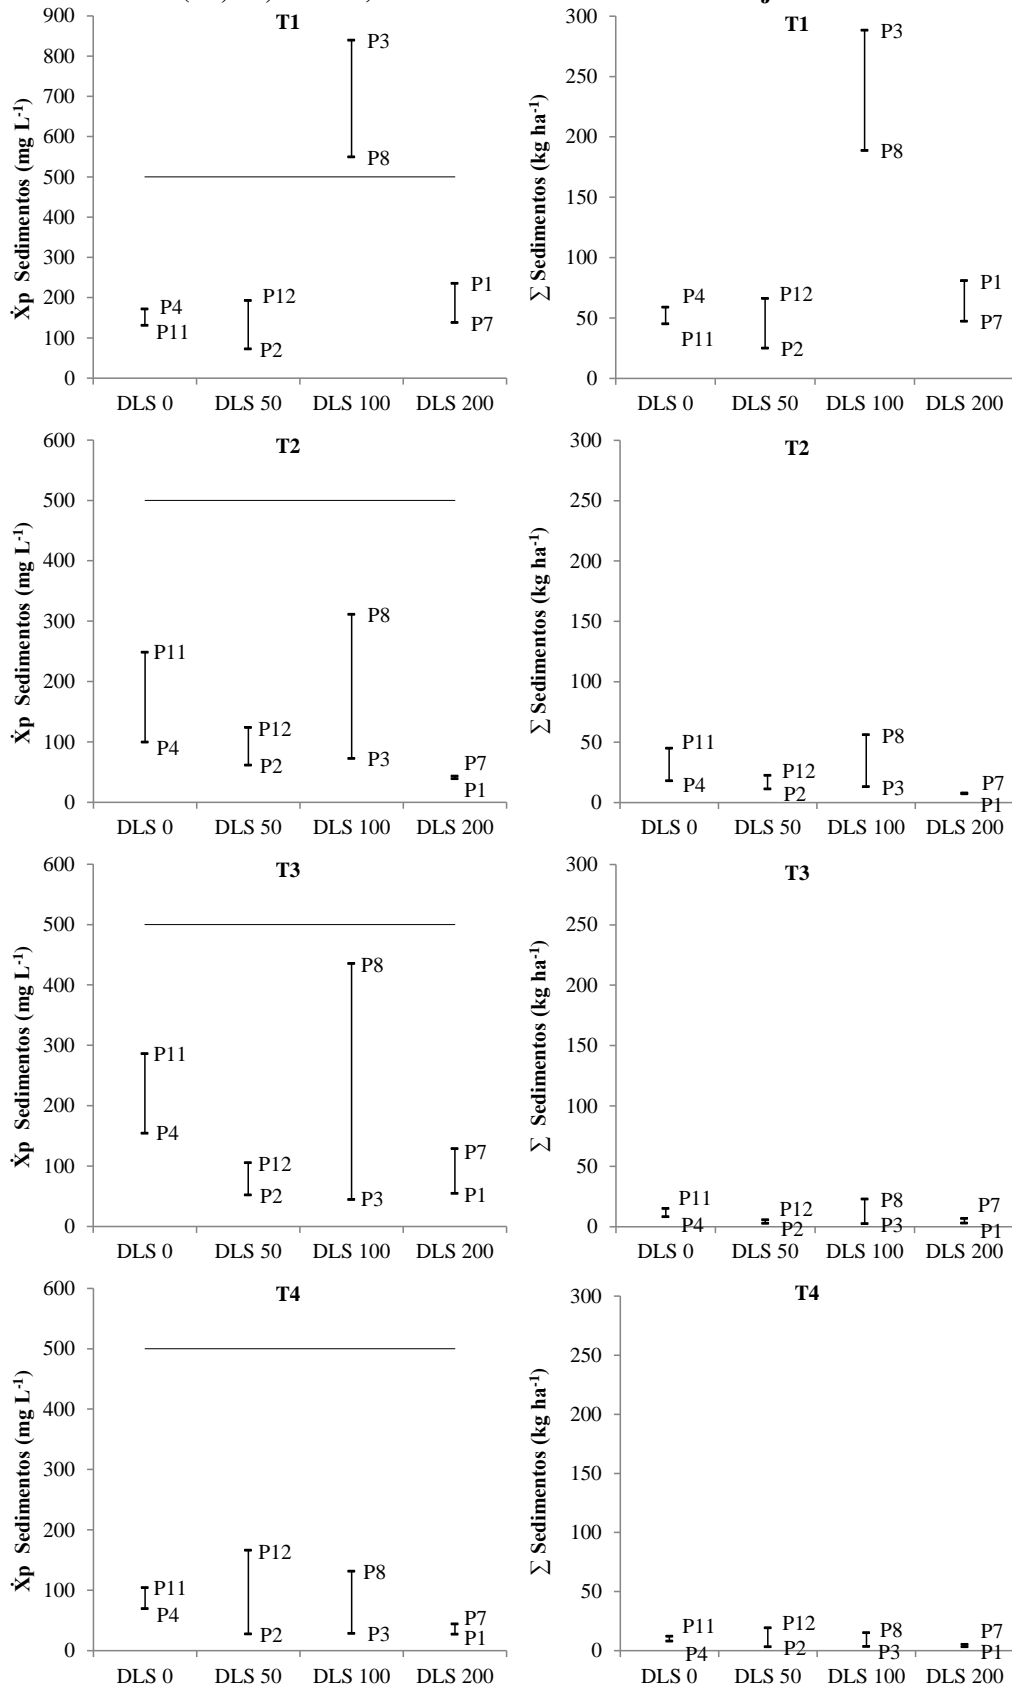 T1
Ẋp Sedimentos (mg L-1)
900
800
700
600
500
400
300
200
100
0
P4
P11
P12
P2
P3
P8
P1
P7
DLS 0 DLS 50 DLS 100 DLS 200
T1
∑ Sedimentos (kg ha-1)
300
250
200
150
100
50
0
P4
P11
P12
P2
P3
P8
P1
P7
DLS 0 DLS 50 DLS 100 DLS 200
T2
Ẋp Sedimentos (mg L-1)
600
500
400
300
200
100
0
P11
P4
P12
P2
P8
P3
P7
P1
DLS 0 DLS 50 DLS 100 DLS 200
T2
∑ Sedimentos (kg ha-1)
300
250
200
150
100
50
0
P11
P4
P12
P2
P8
P3
P7
P1
DLS 0 DLS 50 DLS 100 DLS 200
T3
Ẋp Sedimentos (mg L-1)
600
500
400
300
200
100
0
P11
P4
P12
P2
P8
P3
P7
P1
DLS 0 DLS 50 DLS 100 DLS 200
T3
∑ Sedimentos (kg ha-1)
300
250
200
150
100
50
0
P11
P4
P12
P2
P8
P3
P7
P1
DLS 0 DLS 50 DLS 100 DLS 200
T4
Ẋp Sedimentos (mg L-1)
600
500
400
300
200
100
0
P11
P4
P12
P2
P8
P3
P7
P1
DLS 0 DLS 50 DLS 100 DLS 200
T4
∑ Sedimentos (kg ha-1)
300
250
200
150
100
50
0
P11
P4
P12
P2
P8
P3
P7
P1
DLS 0 DLS 50 DLS 100 DLS 200